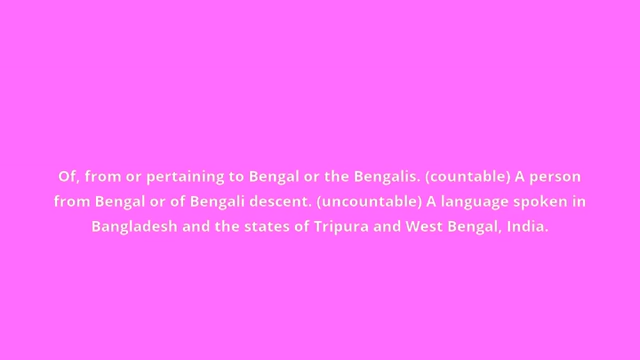 Of, from or pertaining to Bengal or the Bengalis. (countable) A person
from Bengal or of Bengali descent. (uncountable) A language spoken in
Bangladesh and the states of Tripura and West Bengal, India.